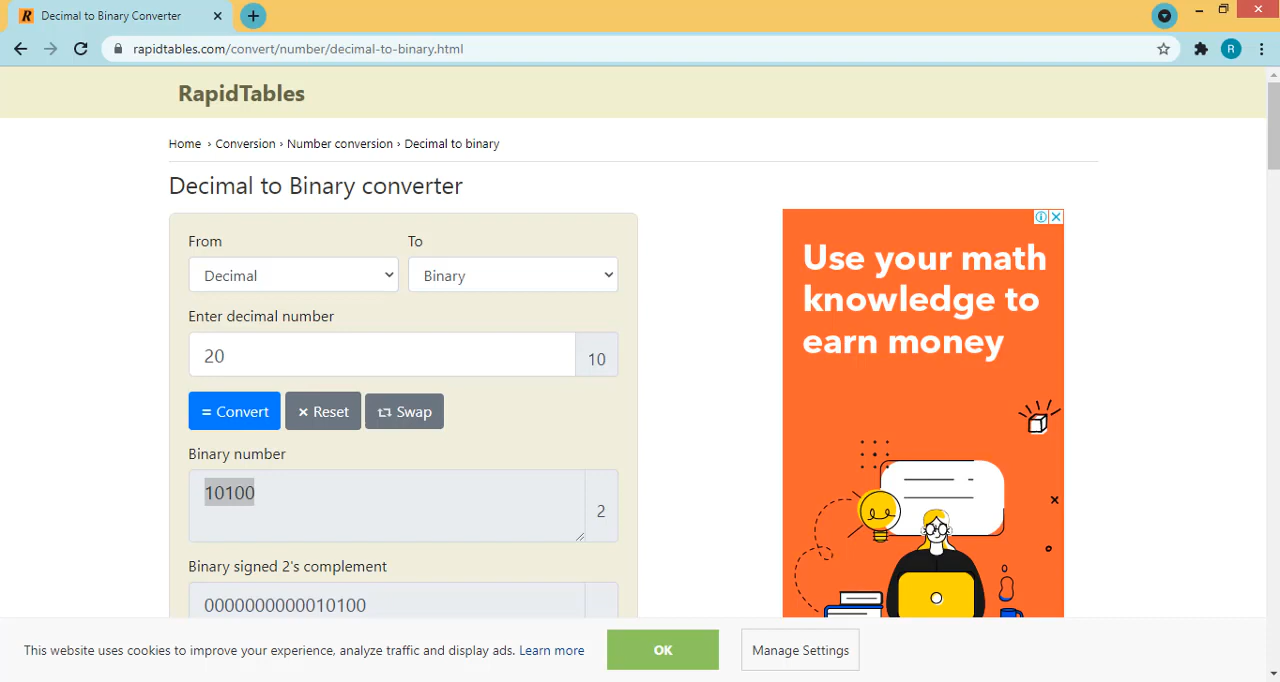 Decimal to Binary Converter
rapidtables.com/convert/number/decimal-to-binary.html
R
RapidTables
Home › Conversion › Number conversion › Decimal to binary
Decimal to Binary converter
From To
Decimal Binary
Enter decimal number
20 10
= Convert × Reset Swap
Binary number
10100
2
Binary signed 2's complement
0000000000010100
Use your math
knowledge to
earn money
This website uses cookies to improve your experience, analyze traffic and display ads. Learn more OK Manage Settings